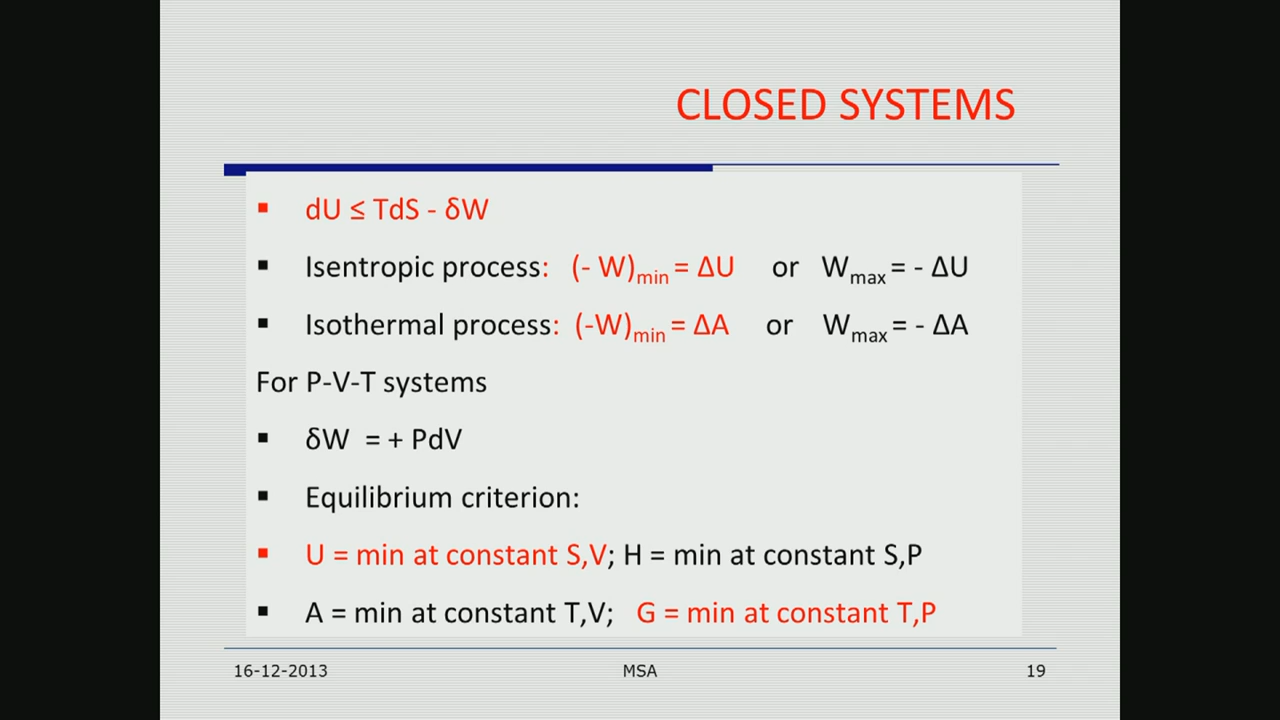 CLOSED SYSTEMS
▪ dU ≤ TdS - δW
▪ Isentropic process: (- W)min = ΔU or Wmax = - ΔU
▪ Isothermal process: (-W)min = ΔA or Wmax = - ΔA
For P-V-T systems
▪ δW = + PdV
▪ Equilibrium criterion:
▪ U = min at constant S,V; H = min at constant S,P
▪ A = min at constant T,V; G = min at constant T,P
16-12-2013 MSA 19